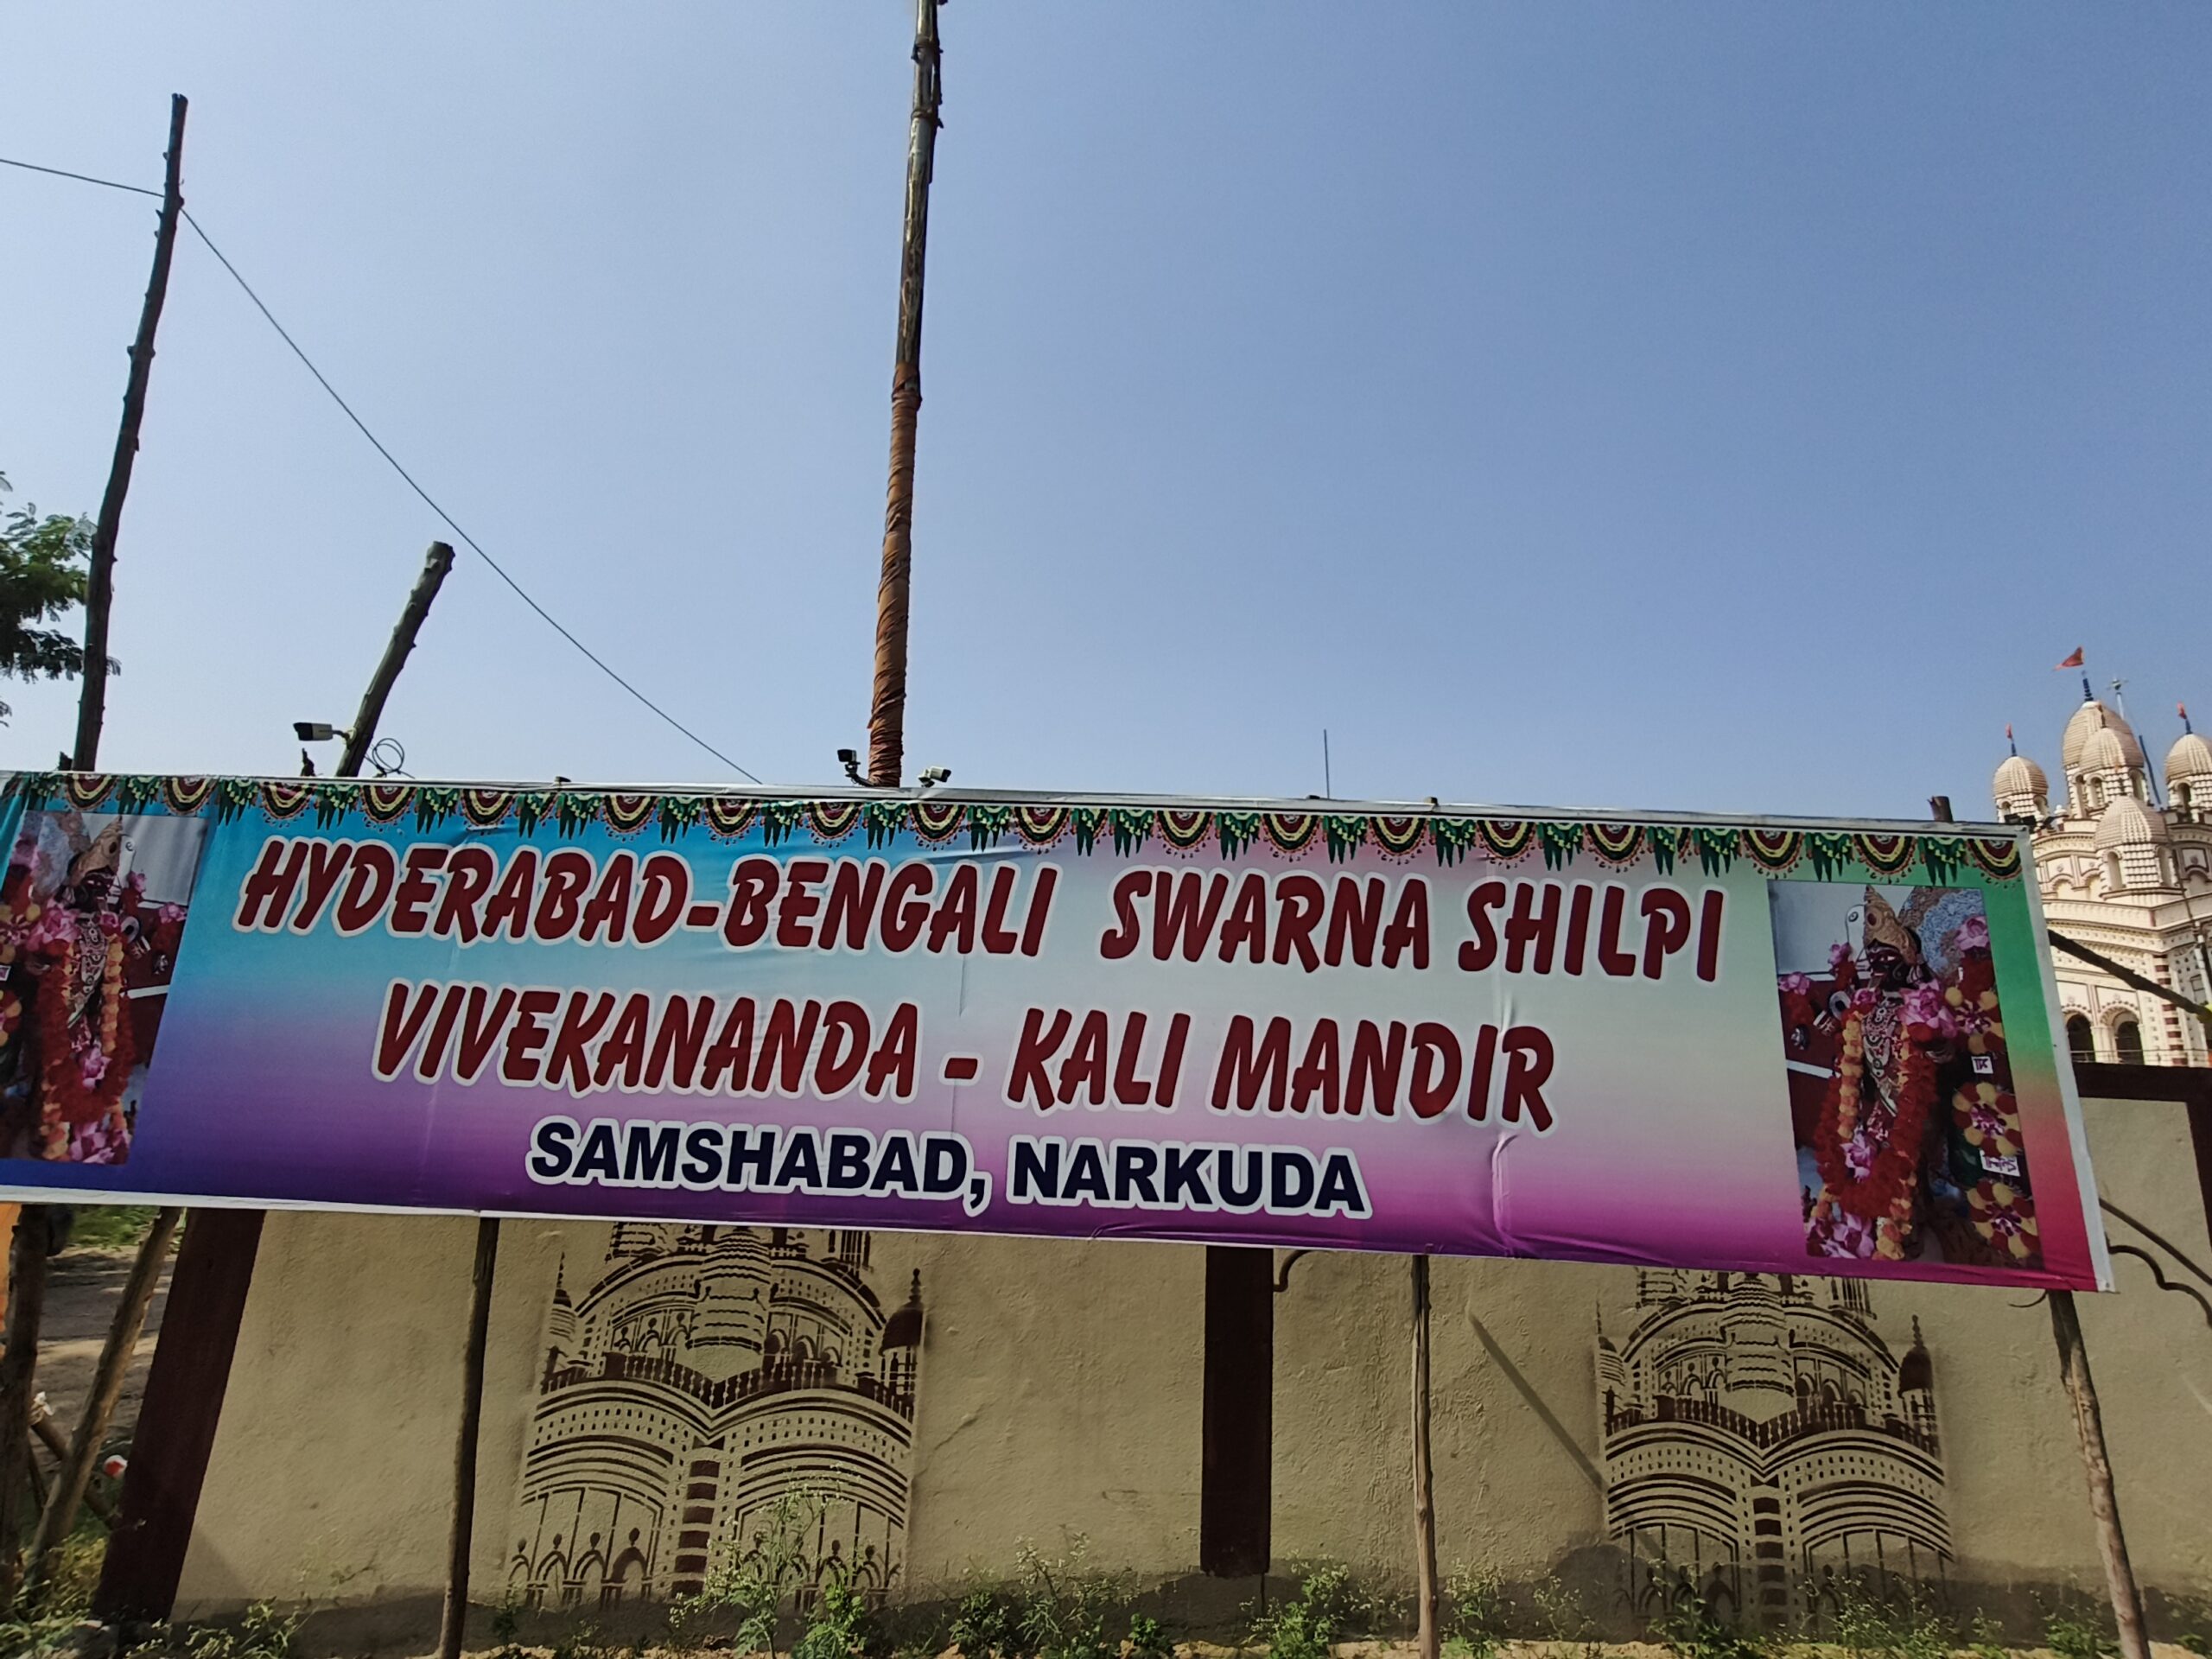 HYDERABAD-BENGALI SWARNA SHILPI
VIVEKANANDA - KALI MANDIR
SAMSHABAD, NARKUDA